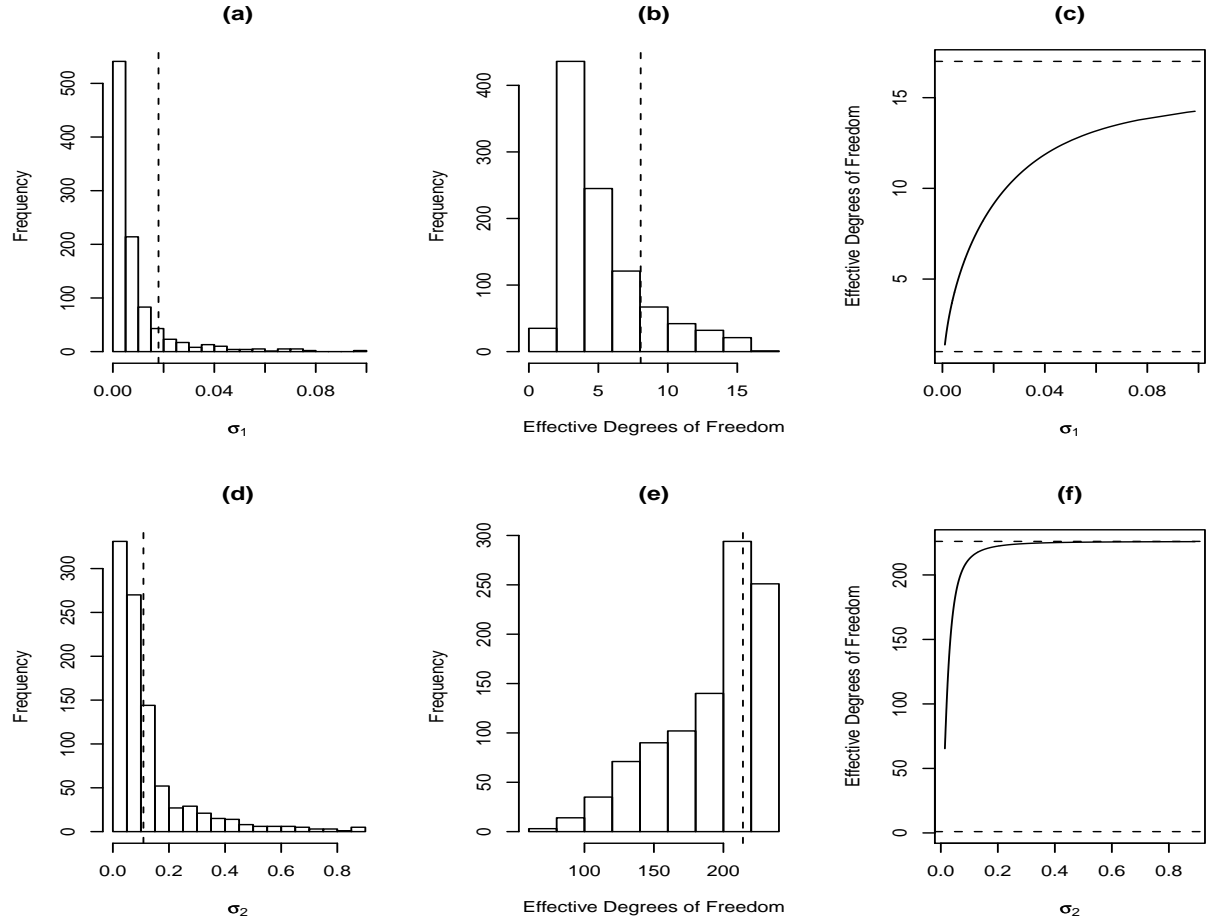 (a)
Frequency
0 100 200 300 400 500
0.00 0.04 0.08
σ1
(b)
Frequency
0 100 200 300 400
0 5 10 15
Effective Degrees of Freedom
(c)
Effective Degrees of Freedom
5 10 15
0.00 0.04 0.08
σ1
(d)
Frequency
0 50 100 150 200 250 300
0.0 0.2 0.4 0.6 0.8
σ2
(e)
Frequency
0 50 100 150 200 250 300
100 150 200
Effective Degrees of Freedom
(f)
Effective Degrees of Freedom
0 50 100 150 200
0.0 0.2 0.4 0.6 0.8
σ2